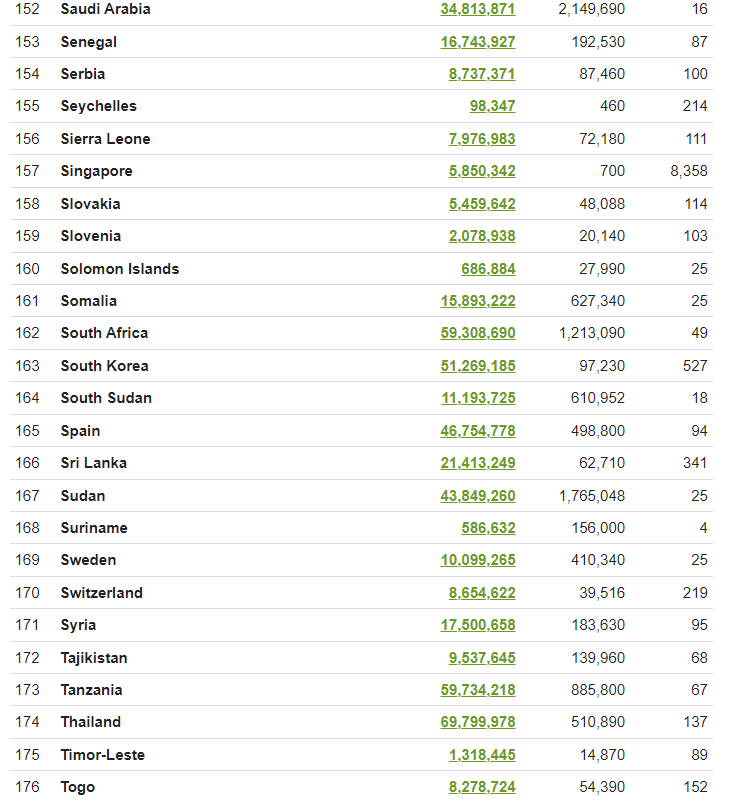 152 Saudi Arabia 34,813,871 2,149,690 16
153 Senegal 16,743,927 192,530 87
154 Serbia 8,737,371 87,460 100
155 Seychelles 98,347 460 214
156 Sierra Leone 7,976,983 72,180 111
157 Singapore 5,850,342 700 8,358
158 Slovakia 5,459,642 48,088 114
159 Slovenia 2,078,938 20,140 103
160 Solomon Islands 686,884 27,990 25
161 Somalia 15,893,222 627,340 25
162 South Africa 59,308,690 1,213,090 49
163 South Korea 51,269,185 97,230 527
164 South Sudan 11,193,725 610,952 18
165 Spain 46,754,778 498,800 94
166 Sri Lanka 21,413,249 62,710 341
167 Sudan 43,849,260 1,765,048 25
168 Suriname 586,632 156,000 4
169 Sweden 10,099,265 410,340 25
170 Switzerland 8,654,622 39,516 219
171 Syria 17,500,658 183,630 95
172 Tajikistan 9,537,645 139,960 68
173 Tanzania 59,734,218 885,800 67
174 Thailand 69,799,978 510,890 137
175 Timor-Leste 1,318,445 14,870 89
176 Togo 8,278,724 54,390 152